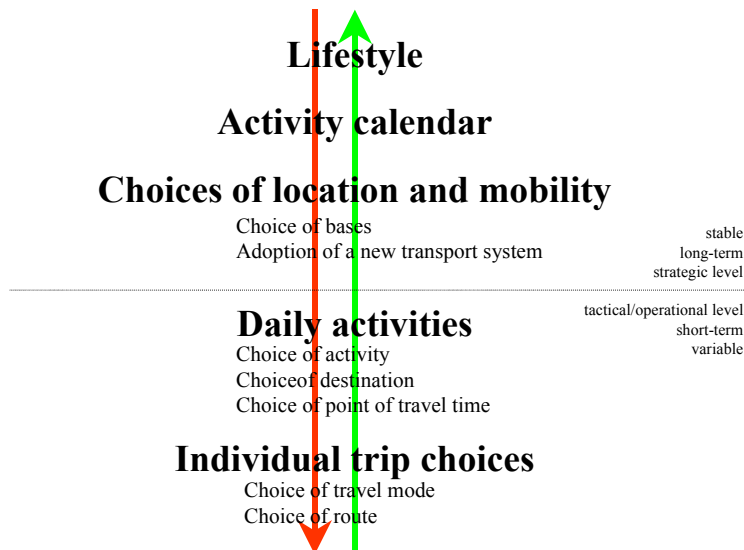 Lifestyle
Activity calendar
Choices of location and mobility
Choice of bases
Adoption of a new transport system
stable
long-term
strategic level
tactical/operational level
short-term
variable
Daily activities
Choice of activity
Choiceof destination
Choice of point of travel time
Individual trip choices
Choice of travel mode
Choice of route